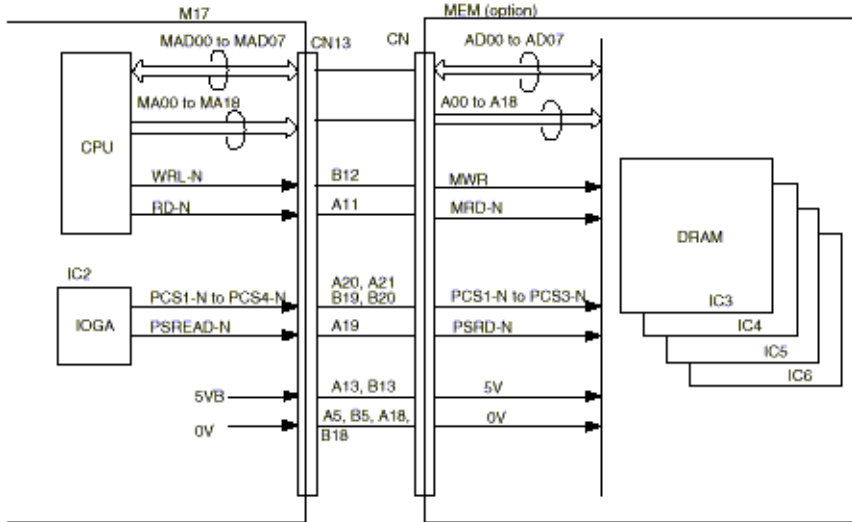 M17
MEM (option)
MAD00 to MAD07
CN13
CN
AD00 to AD07
MA00 to MA18
A00 to A18
CPU
WRL-N
B12
MWR
RD-N
A11
MRD-N
DRAM
IC2
A20, A21
PCS1-N to PCS4-N
B19, B20
PCS1-N to PCS3-N
IC3
IOGA
PSREAD-N
A19
PSRD-N
IC4
IC5
IC6
5VB
A13, B13
5V
0V
A5, B5, A18,
B18
0V